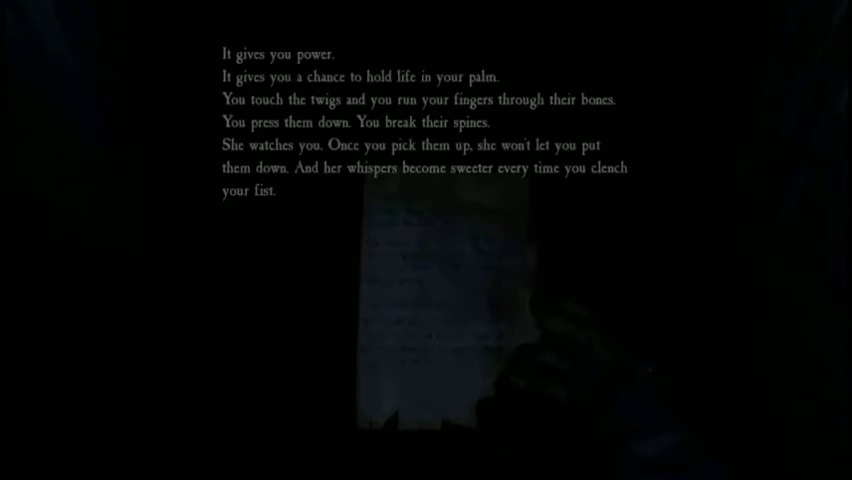 It gives you power.
It gives you a chance to hold life in your palm.
You touch the twigs and you run your fingers through their bones.
You press them down. You break their spines.
She watches you. Once you pick them up, she won't let you put
them down. And her whispers become sweeter every time you clench
your fist.